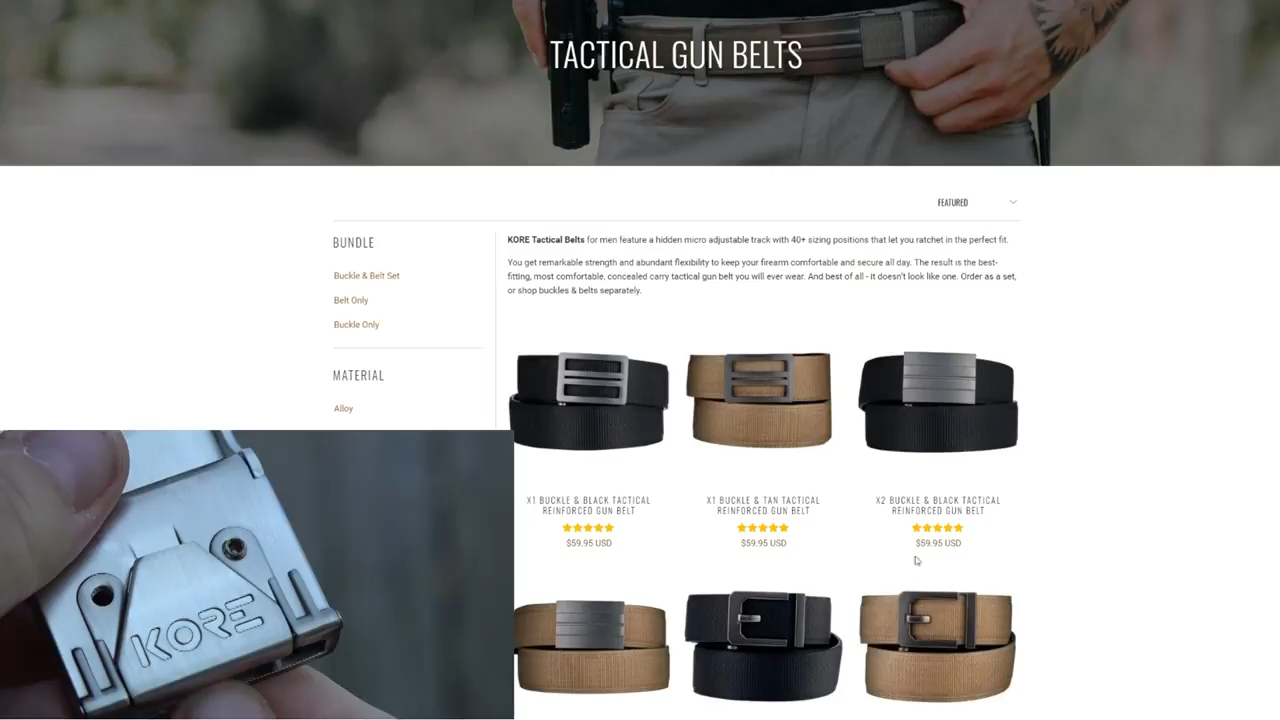 TACTICAL GUN BELTS
FEATURED
BUNDLE
Buckle & Belt Set
Belt Only
Buckle Only
MATERIAL
Alloy
KORE Tactical Belts for men feature a hidden micro adjustable track with 40+ sizing positions that let you ratchet in the perfect fit.
You get remarkable strength and abundant flexibility to keep your firearm comfortable and secure all day. The result is the best-
fitting, most comfortable, concealed carry tactical gun belt you will ever wear. And best of all - it doesn't look like one. Order as a set,
or shop buckles & belts separately.
X1 BUCKLE & BLACK TACTICAL
REINFORCED GUN BELT
$59.95 USD
X1 BUCKLE & TAN TACTICAL
REINFORCED GUN BELT
$59.95 USD
X2 BUCKLE & BLACK TACTICAL
REINFORCED GUN BELT
$59.95 USD
KORE